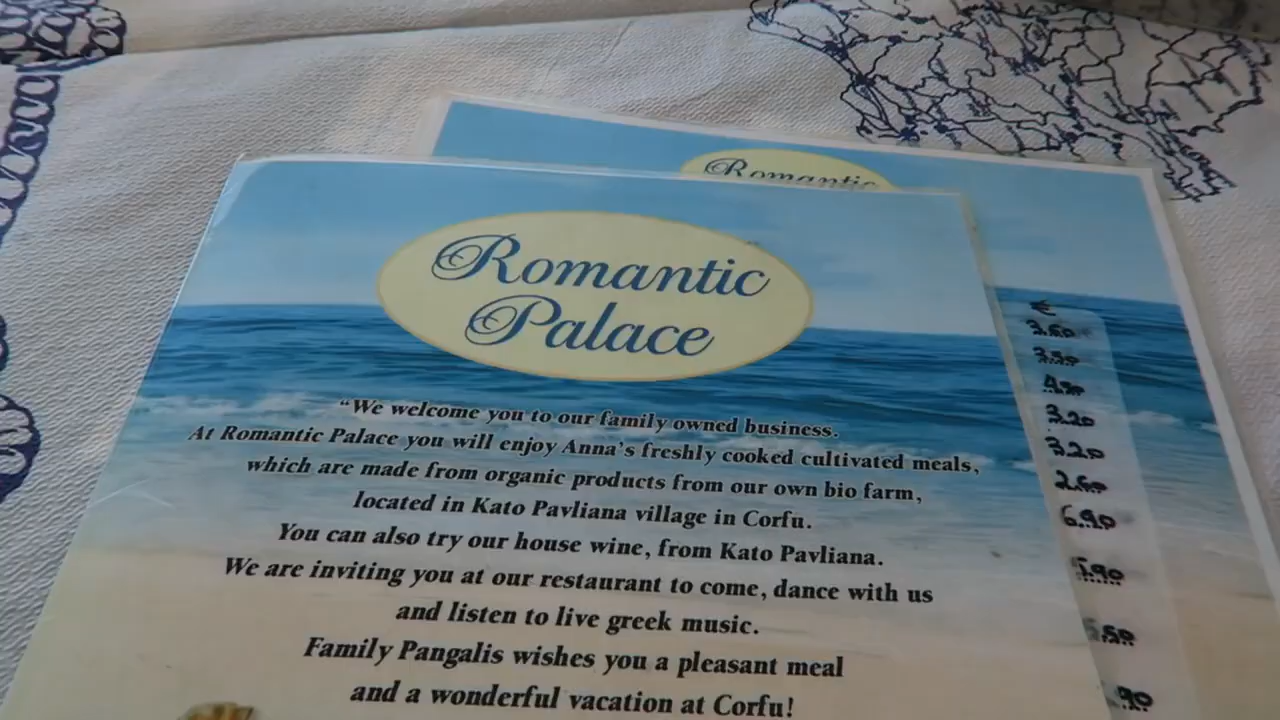 Romantic
Romantic
Palace
"We welcome you to our family owned business.
At Romantic Palace you will enjoy Anna's freshly cooked cultivated meals,
which are made from organic products from our own bio farm,
located in Kato Pavliana village in Corfu.
You can also try our house wine, from Kato Pavliana.
We are inviting you at our restaurant to come, dance with us
and listen to live greek music.
Family Pangalis wishes you a pleasant meal
and a wonderful vacation at Corfu!
€
3.50
3.20
3.20
6.90